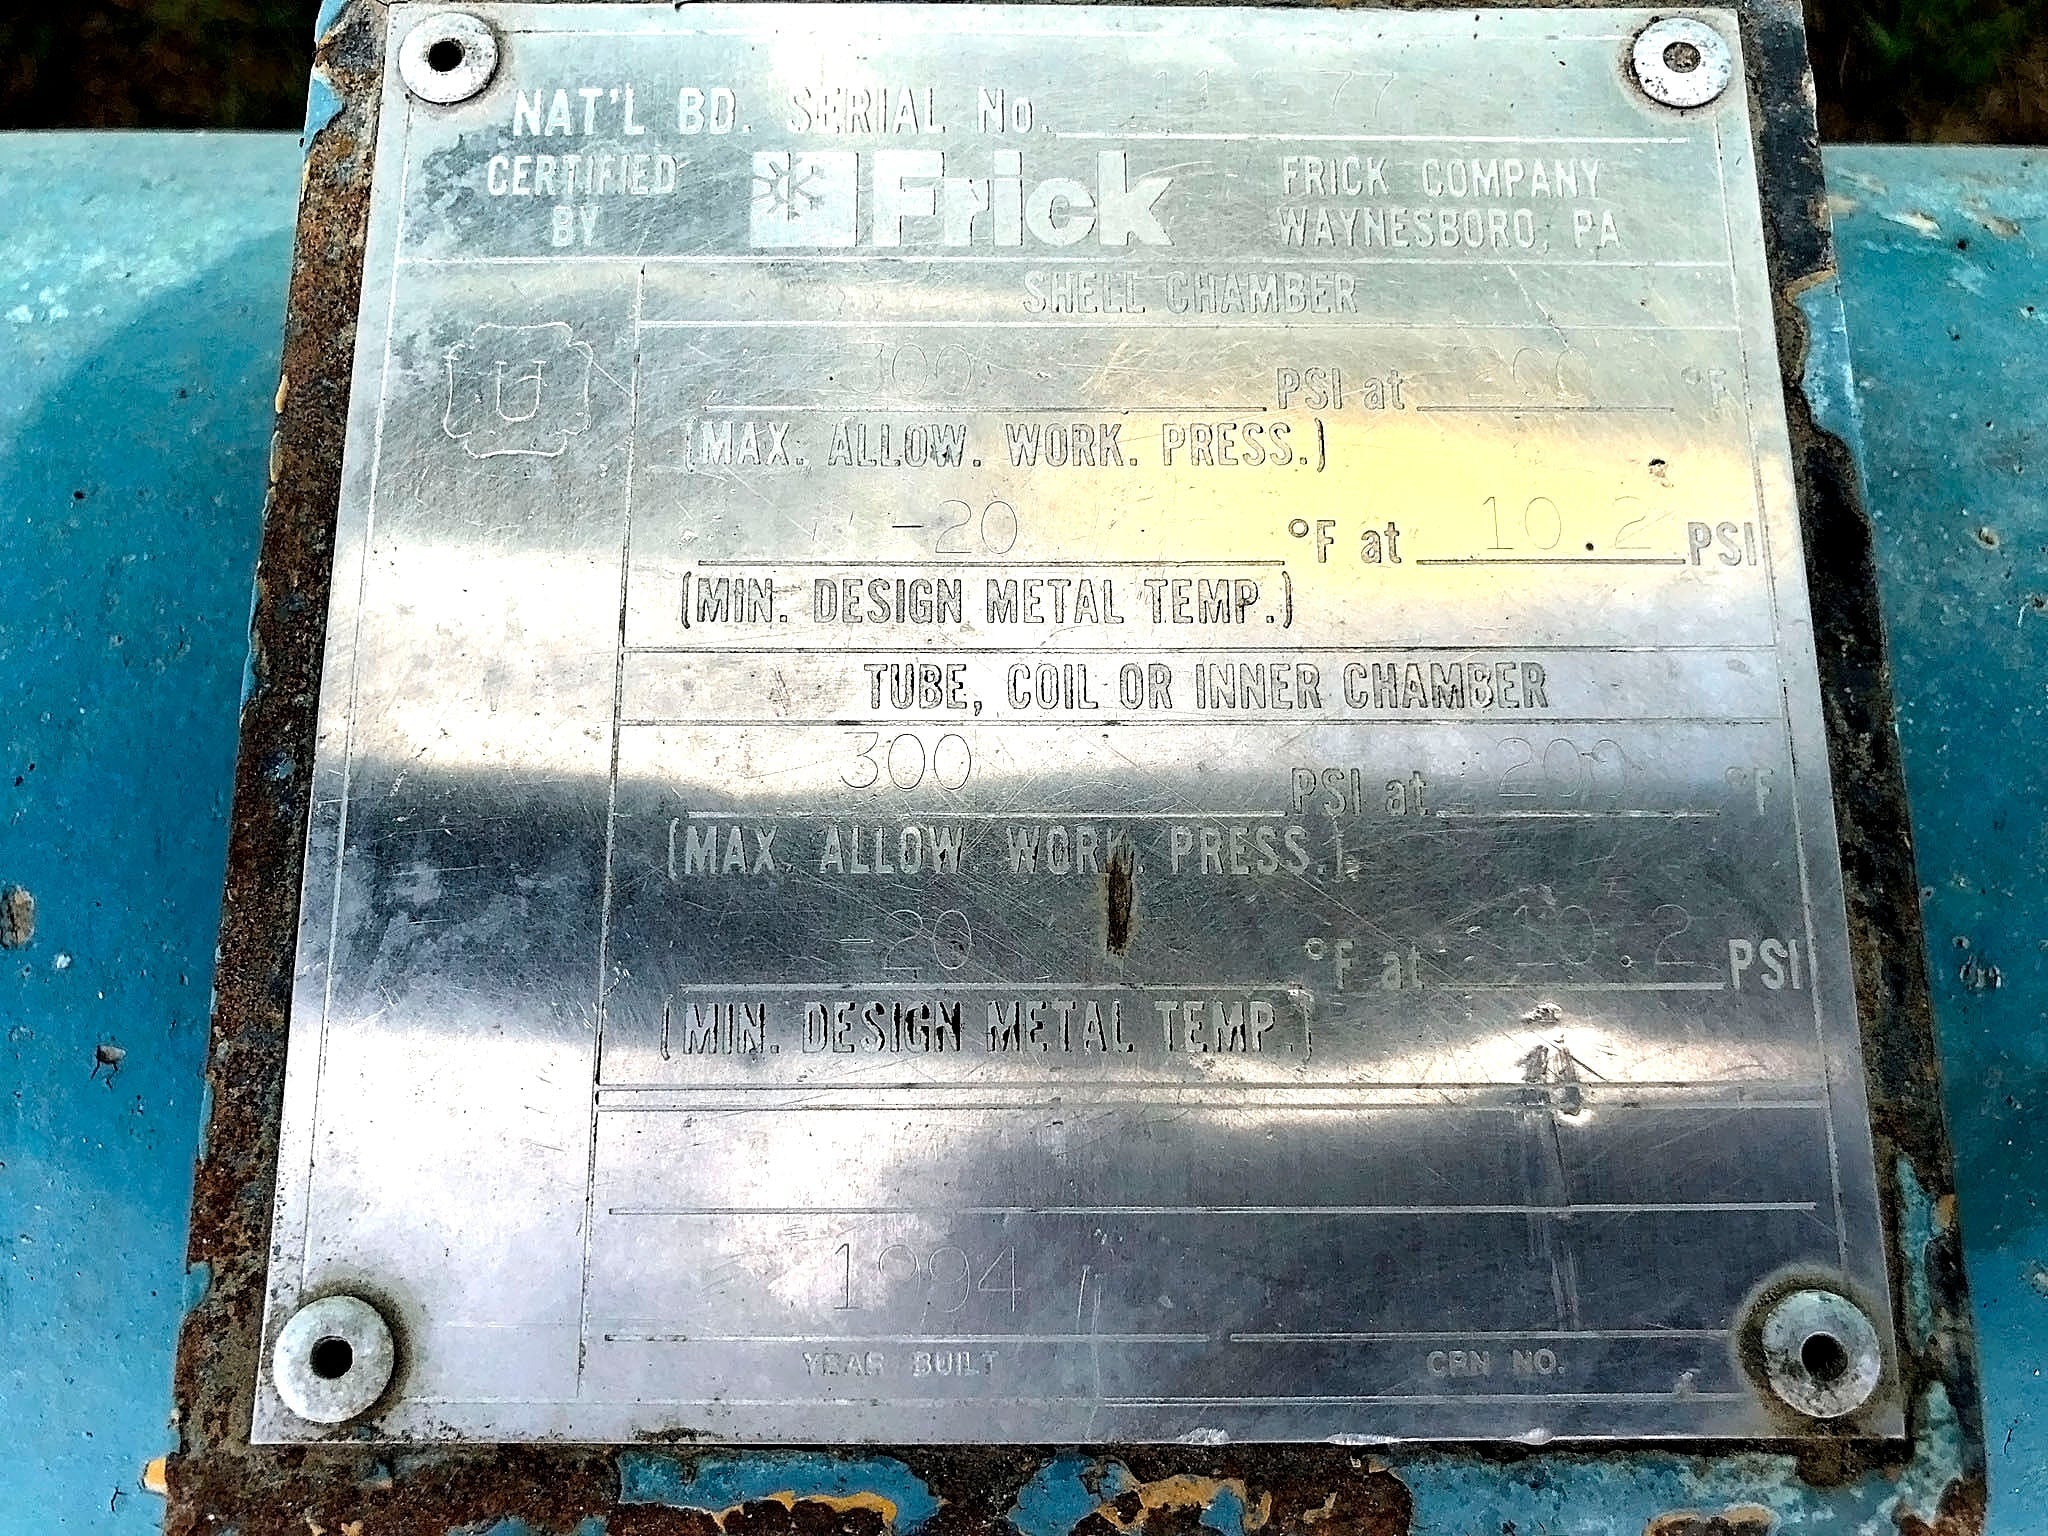 NAT'L BD. SERIAL No.
CERTIFIED BY
Frick
FRICK COMPANY
WAYNESBORO, PA
SHELL CHAMBER
U
300 PSI at 200 °F
(MAX. ALLOW. WORK. PRESS.)
-20 °F at 10.2 PSI
(MIN. DESIGN METAL TEMP.)
TUBE, COIL OR INNER CHAMBER
300 PSI at 200 °F
(MAX. ALLOW. WORK. PRESS.)
-20 °F at 10.2 PSI
(MIN. DESIGN METAL TEMP.)
1994
YEAR BUILT
CRN NO.